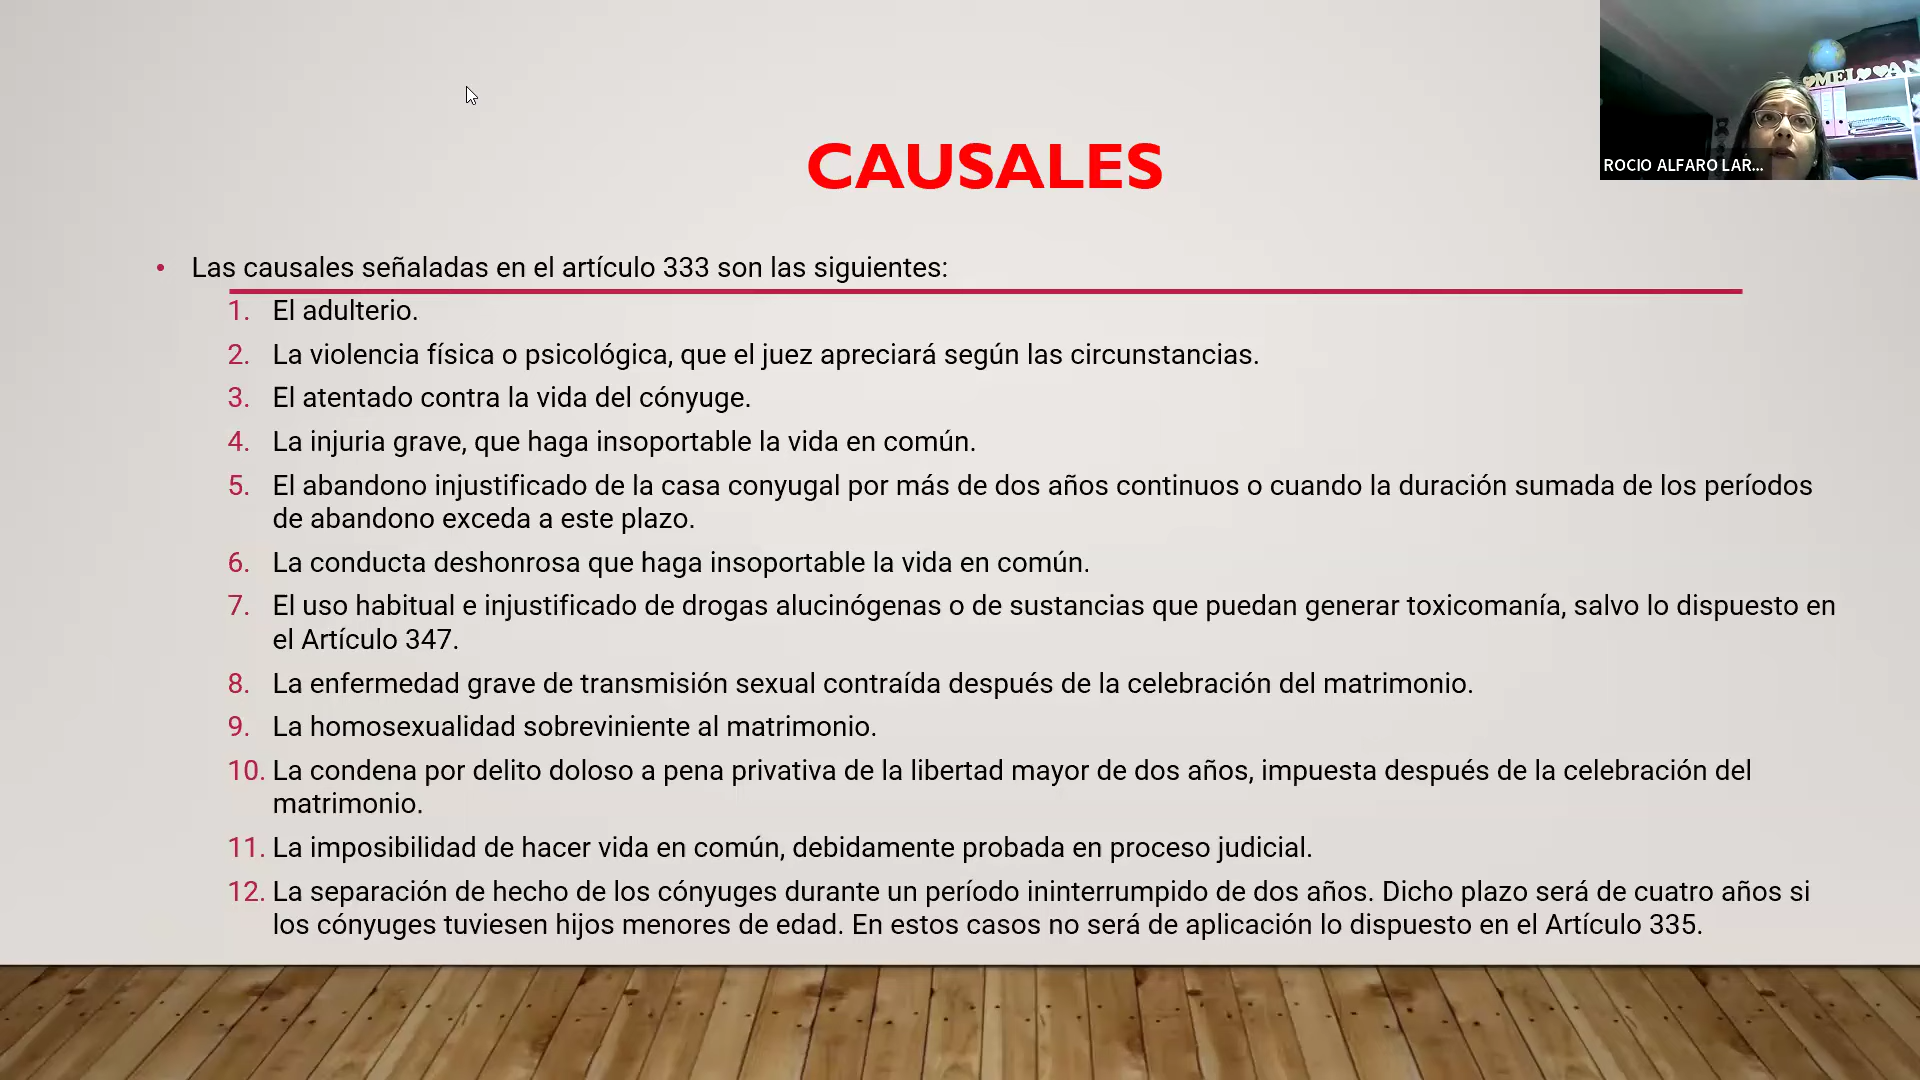 CAUSALES
ROCIO ALFARO LAR...
• Las causales señaladas en el artículo 333 son las siguientes:
1. El adulterio.
2. La violencia física o psicológica, que el juez apreciará según las circunstancias.
3. El atentado contra la vida del cónyuge.
4. La injuria grave, que haga insoportable la vida en común.
5. El abandono injustificado de la casa conyugal por más de dos años continuos o cuando la duración sumada de los períodos
de abandono exceda a este plazo.
6. La conducta deshonrosa que haga insoportable la vida en común.
7. El uso habitual e injustificado de drogas alucinógenas o de sustancias que puedan generar toxicomanía, salvo lo dispuesto en
el Artículo 347.
8. La enfermedad grave de transmisión sexual contraída después de la celebración del matrimonio.
9. La homosexualidad sobreviniente al matrimonio.
10. La condena por delito doloso a pena privativa de la libertad mayor de dos años, impuesta después de la celebración del
matrimonio.
11. La imposibilidad de hacer vida en común, debidamente probada en proceso judicial.
12. La separación de hecho de los cónyuges durante un período ininterrumpido de dos años. Dicho plazo será de cuatro años si
los cónyuges tuviesen hijos menores de edad. En estos casos no será de aplicación lo dispuesto en el Artículo 335.